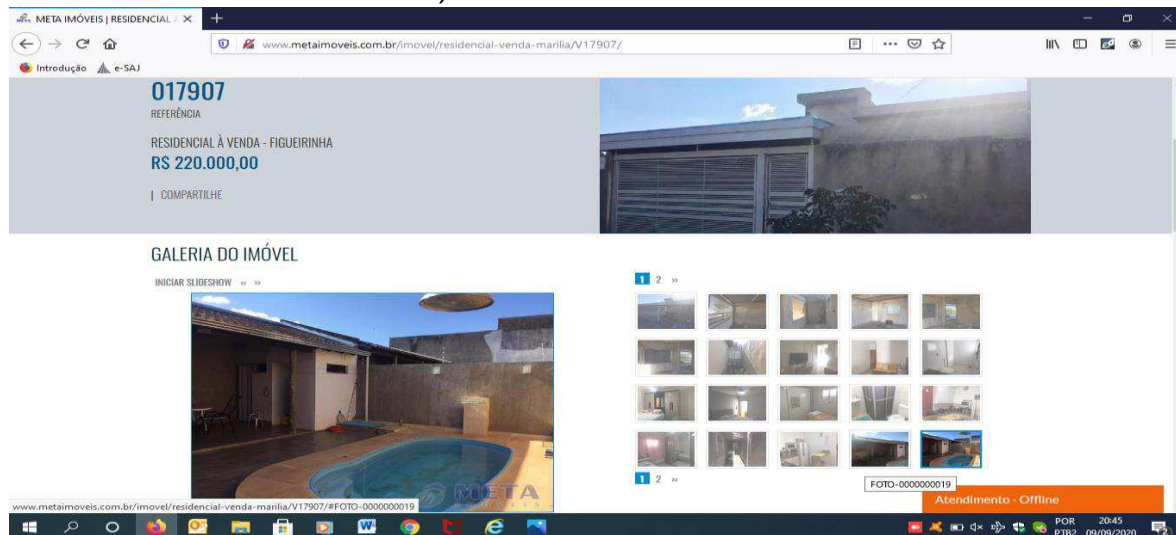 META IMÓVEIS | RESIDENCIAL /
www.metaimoveis.com.br/imovel/residencial-venda-marilia/V17907/
Introdução
e-SAJ
017907
REFERÊNCIA
RESIDENCIAL À VENDA - FIGUEIRINHA
R$ 220.000,00
| COMPARTILHE
GALERIA DO IMÓVEL
INICIAR SLIDESHOW « »
1 2 »
META
IMÓVEIS
1 2 »
FOTO-0000000019
Atendimento - Offline
www.metaimoveis.com.br/imovel/residencial-venda-marilia/V17907/#FOTO-0000000019
POR 20:45
PTB2 09/09/2020